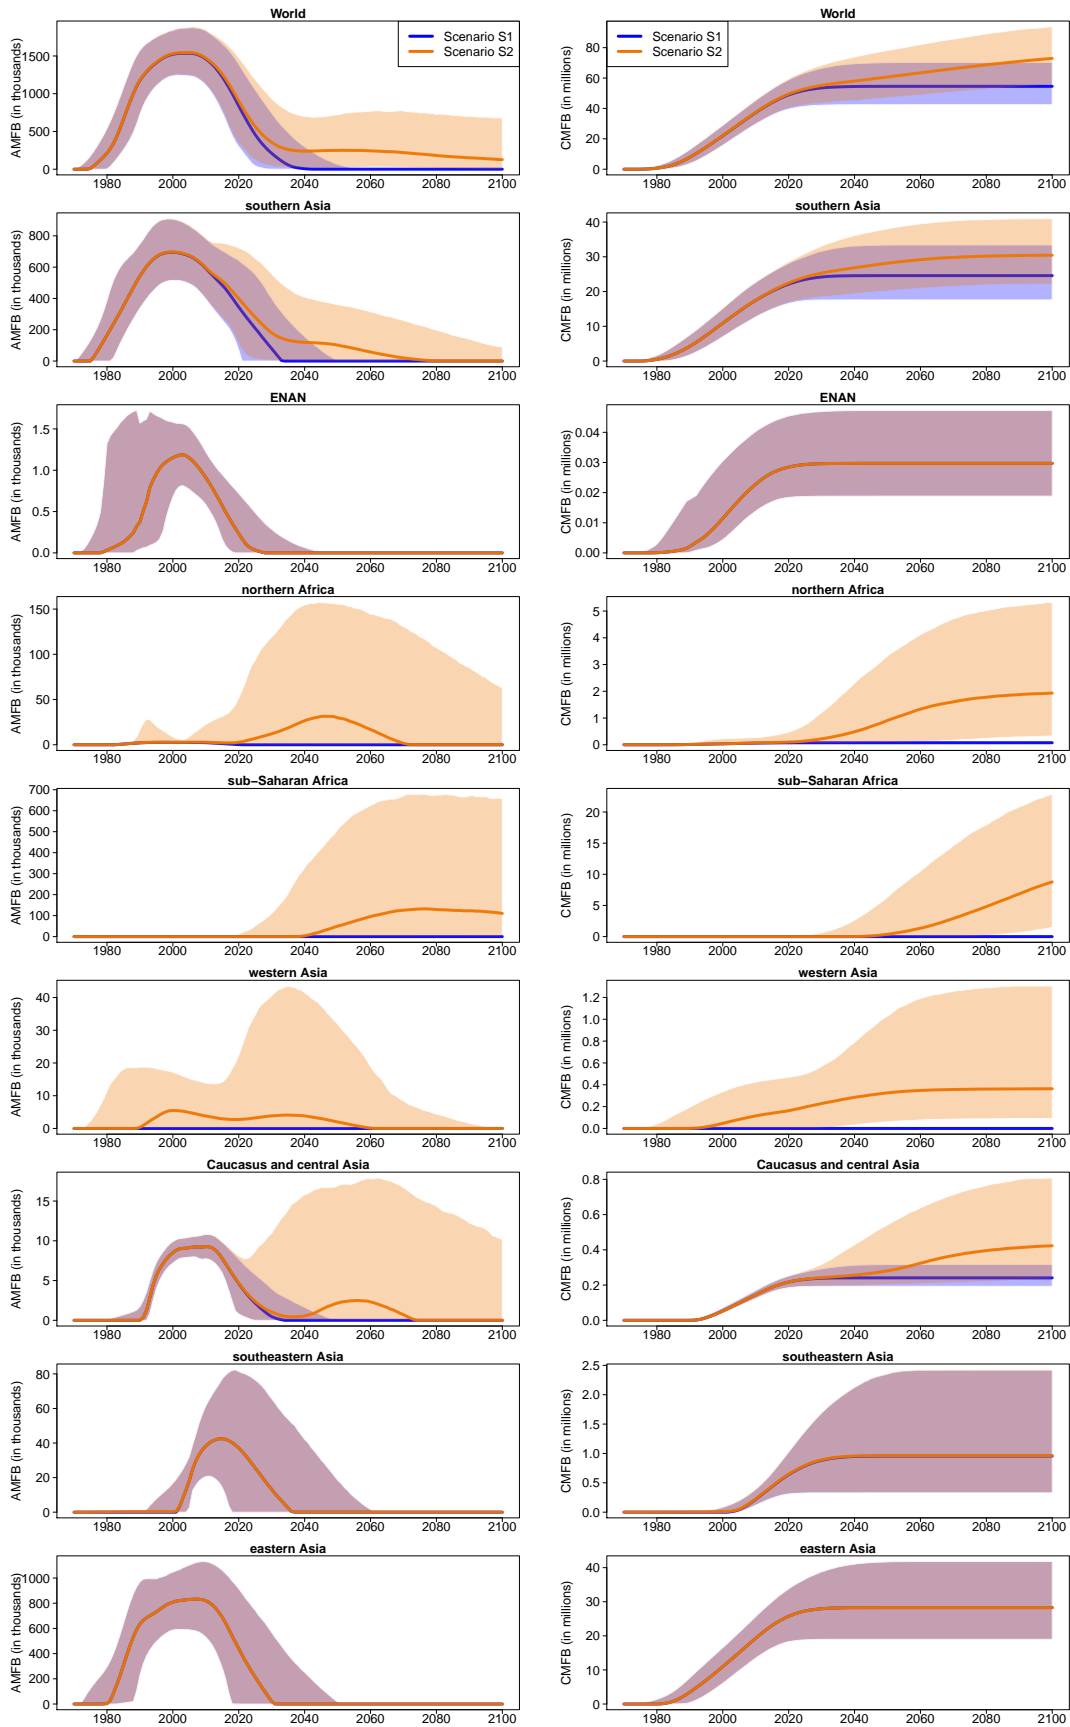 World
AMFB (in thousands)
1500
1000
500
0
1980 2000 2020 2040 2060 2080 2100
Scenario S1
Scenario S2
World
CMFB (in millions)
80
60
40
20
0
1980 2000 2020 2040 2060 2080 2100
Scenario S1
Scenario S2
southern Asia
AMFB (in thousands)
800
600
400
200
0
1980 2000 2020 2040 2060 2080 2100
southern Asia
CMFB (in millions)
40
30
20
10
0
1980 2000 2020 2040 2060 2080 2100
ENAN
AMFB (in thousands)
1.5
1.0
0.5
0.0
1980 2000 2020 2040 2060 2080 2100
ENAN
CMFB (in millions)
0.04
0.03
0.02
0.01
0.00
1980 2000 2020 2040 2060 2080 2100
northern Africa
AMFB (in thousands)
150
100
50
0
1980 2000 2020 2040 2060 2080 2100
northern Africa
CMFB (in millions)
5
4
3
2
1
0
1980 2000 2020 2040 2060 2080 2100
sub−Saharan Africa
AMFB (in thousands)
700
600
500
400
300
200
100
0
1980 2000 2020 2040 2060 2080 2100
sub−Saharan Africa
CMFB (in millions)
20
15
10
5
0
1980 2000 2020 2040 2060 2080 2100
western Asia
AMFB (in thousands)
40
30
20
10
0
1980 2000 2020 2040 2060 2080 2100
western Asia
CMFB (in millions)
1.2
1.0
0.8
0.6
0.4
0.2
0.0
1980 2000 2020 2040 2060 2080 2100
Caucasus and central Asia
AMFB (in thousands)
15
10
5
0
1980 2000 2020 2040 2060 2080 2100
Caucasus and central Asia
CMFB (in millions)
0.8
0.6
0.4
0.2
0.0
1980 2000 2020 2040 2060 2080 2100
southeastern Asia
AMFB (in thousands)
80
60
40
20
0
1980 2000 2020 2040 2060 2080 2100
southeastern Asia
CMFB (in millions)
2.5
2.0
1.5
1.0
0.5
0.0
1980 2000 2020 2040 2060 2080 2100
eastern Asia
AMFB (in thousands)
1000
800
600
400
200
0
1980 2000 2020 2040 2060 2080 2100
eastern Asia
CMFB (in millions)
40
30
20
10
0
1980 2000 2020 2040 2060 2080 2100